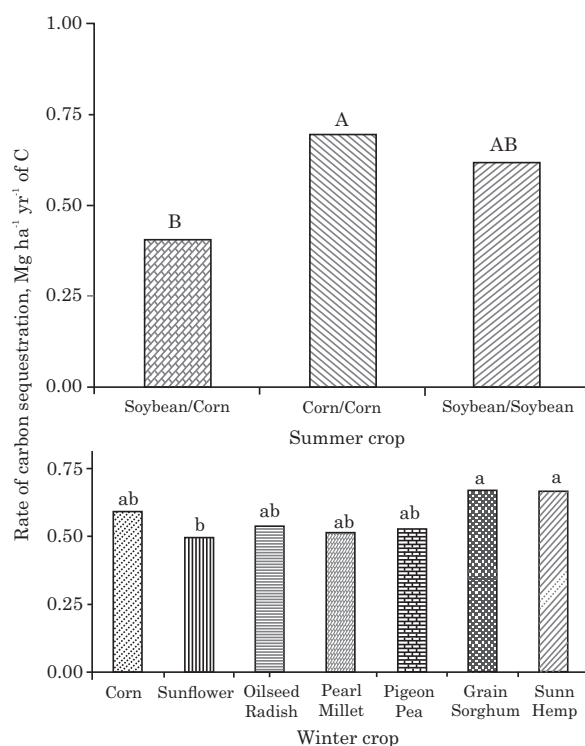 Rate of carbon sequestration, Mg ha⁻¹ yr⁻¹ of C
1.00
0.75
0.50
0.25
0.00
B
A
AB
Soybean/Corn
Corn/Corn
Soybean/Soybean
Summer crop
0.75
0.50
0.25
0.00
ab
b
ab
ab
ab
a
a
Corn
Sunflower
Oilseed
Radish
Pearl
Millet
Pigeon
Pea
Grain
Sorghum
Sunn
Hemp
Winter crop